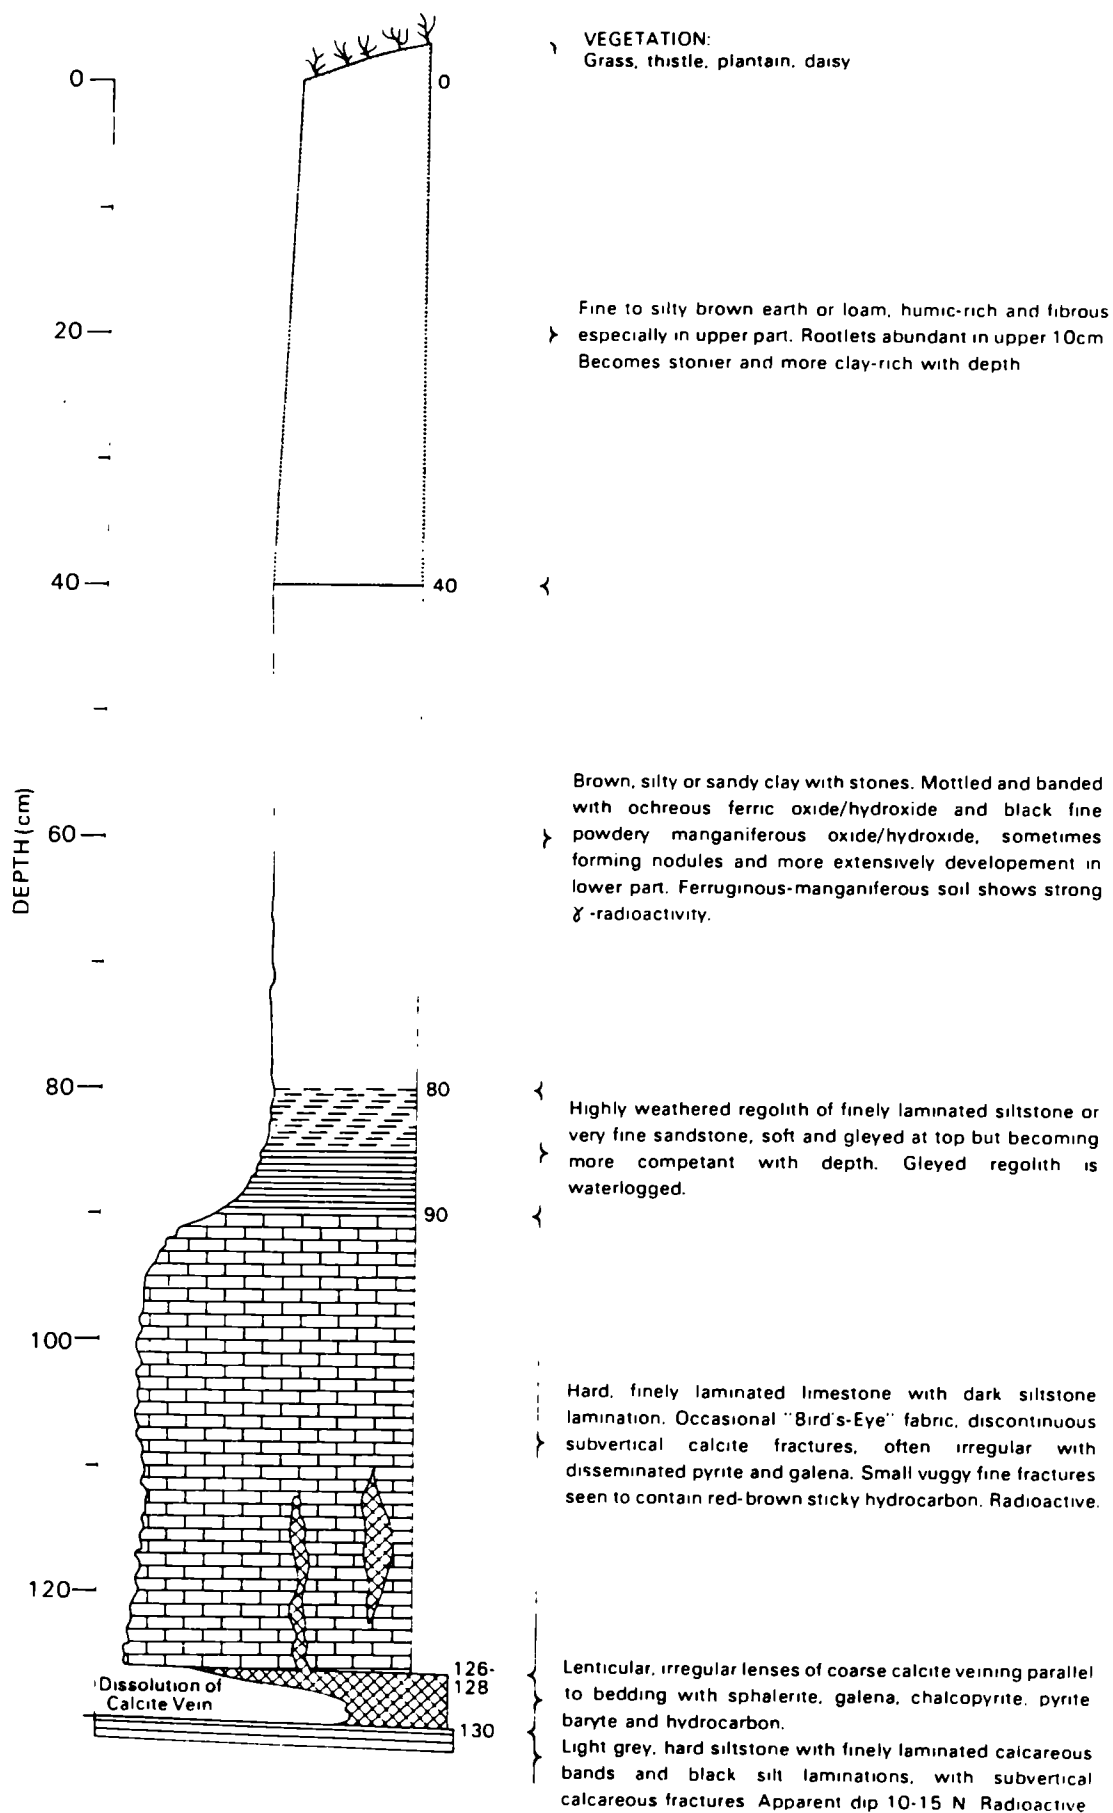 VEGETATION:
Grass, thistle, plantain, daisy
0
0
Fine to silty brown earth or loam, humic-rich and fibrous
especially in upper part. Rootlets abundant in upper 10cm
Becomes stonier and more clay-rich with depth
20
40
40
DEPTH (cm)
Brown, silty or sandy clay with stones. Mottled and banded
with ochreous ferric oxide/hydroxide and black fine
powdery manganiferous oxide/hydroxide, sometimes
forming nodules and more extensively developement in
lower part. Ferruginous-manganiferous soil shows strong
γ-radioactivity.
60
80
80
Highly weathered regolith of finely laminated siltstone or
very fine sandstone, soft and gleyed at top but becoming
more competant with depth. Gleyed regolith is
waterlogged.
90
100
Hard, finely laminated limestone with dark siltstone
lamination. Occasional "Bird's-Eye" fabric, discontinuous
subvertical calcite fractures, often irregular with
disseminated pyrite and galena. Small vuggy fine fractures
seen to contain red-brown sticky hydrocarbon. Radioactive.
120
126-
128
Dissolution of
Calcite Vein
Lenticular, irregular lenses of coarse calcite veining parallel
to bedding with sphalerite, galena, chalcopyrite, pyrite
baryte and hydrocarbon.
130
Light grey, hard siltstone with finely laminated calcareous
bands and black silt laminations, with subvertical
calcareous fractures Apparent dip 10-15 N Radioactive